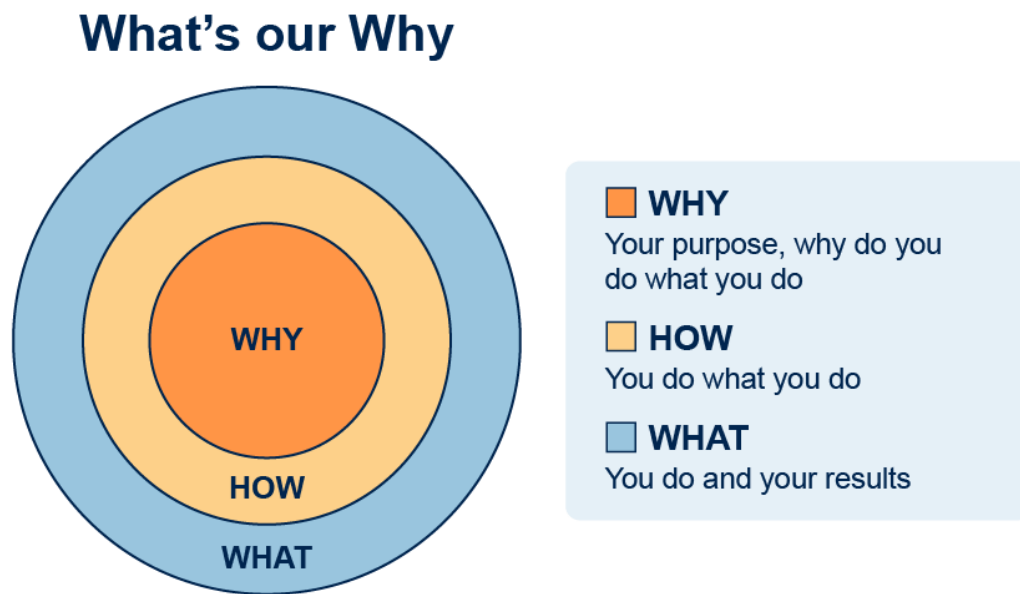 What’s our Why
WHY
HOW
WHAT
WHY
Your purpose, why do you
do what you do
HOW
You do what you do
WHAT
You do and your results